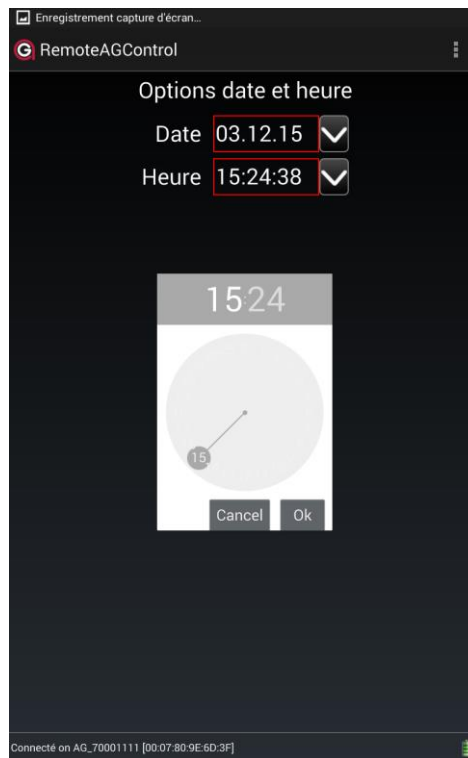 Enregistrement capture d'écran...
RemoteAGControl
Options date et heure
Date 03.12.15
Heure 15:24:38
15:24
15
Cancel Ok
Connecté on AG_70001111 [00:07:80:9E:6D:3F]